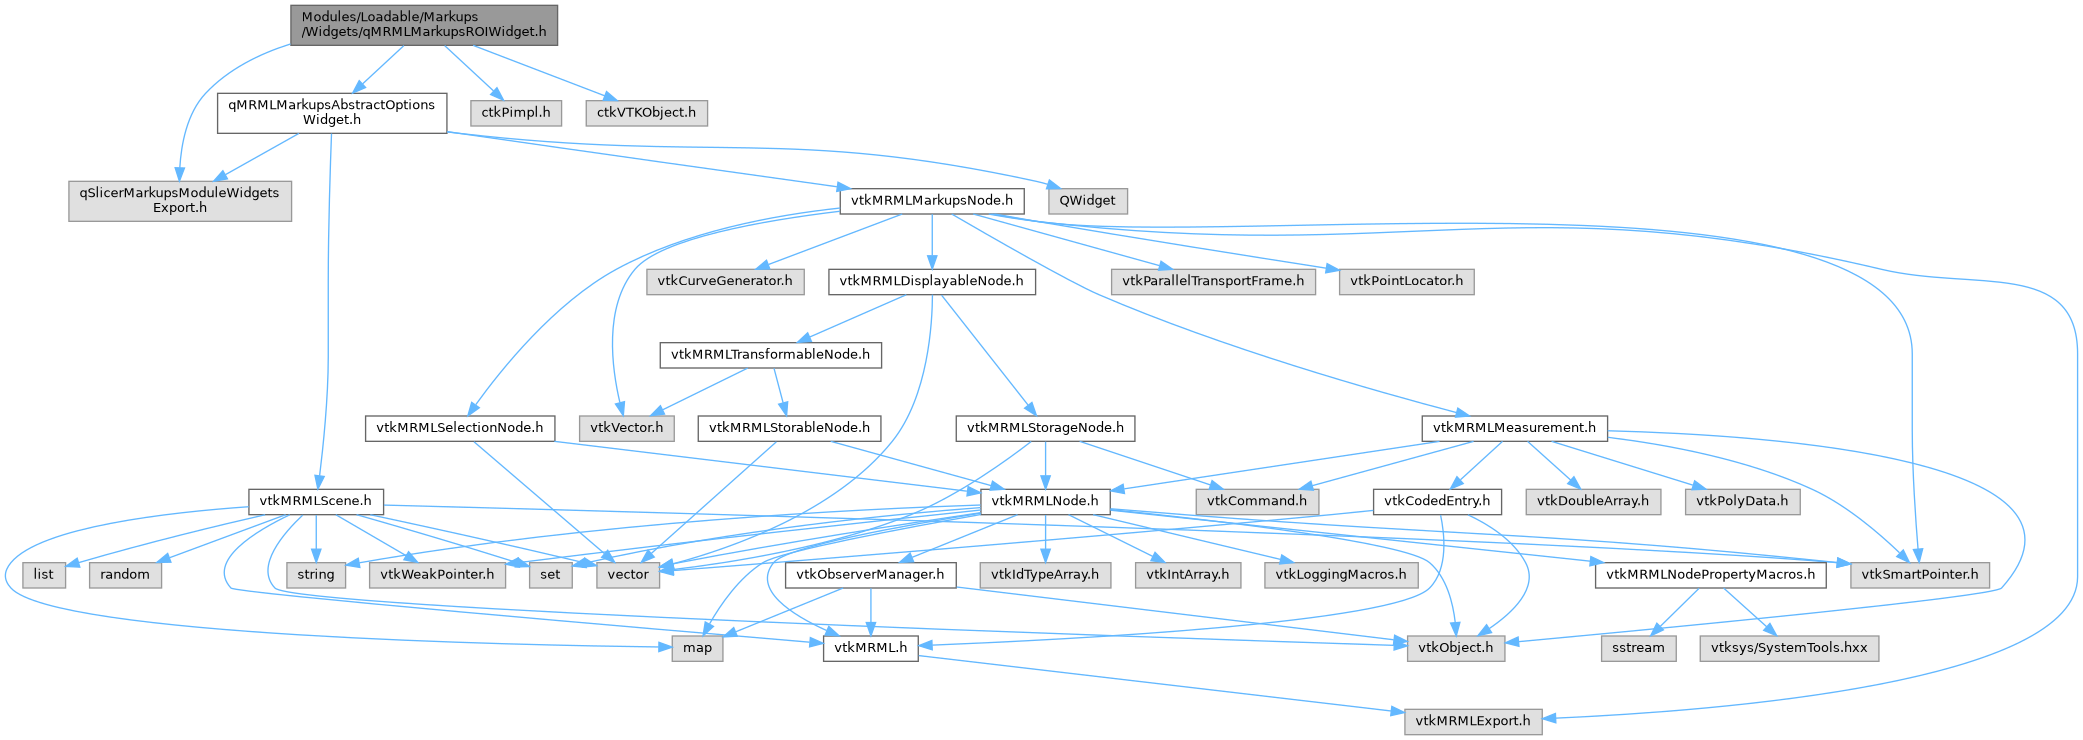 Modules/Loadable/Markups
/Widgets/qMRMLMarkupsROIWidget.h
qMRMLMarkupsAbstractOptions
Widget.h
ctkPimpl.h
ctkVTKObject.h
qSlicerMarkupsModuleWidgets
Export.h
vtkMRMLMarkupsNode.h
QWidget
vtkCurveGenerator.h
vtkMRMLDisplayableNode.h
vtkParallelTransportFrame.h
vtkPointLocator.h
vtkMRMLTransformableNode.h
vtkMRMLSelectionNode.h
vtkVector.h
vtkMRMLStorableNode.h
vtkMRMLStorageNode.h
vtkMRMLMeasurement.h
vtkMRMLScene.h
vtkMRMLNode.h
vtkCommand.h
vtkCodedEntry.h
vtkDoubleArray.h
vtkPolyData.h
list
random
string
vtkWeakPointer.h
set
vector
vtkObserverManager.h
vtkIdTypeArray.h
vtkIntArray.h
vtkLoggingMacros.h
vtkMRMLNodePropertyMacros.h
vtkSmartPointer.h
map
vtkMRML.h
vtkObject.h
sstream
vtksys/SystemTools.hxx
vtkMRMLExport.h